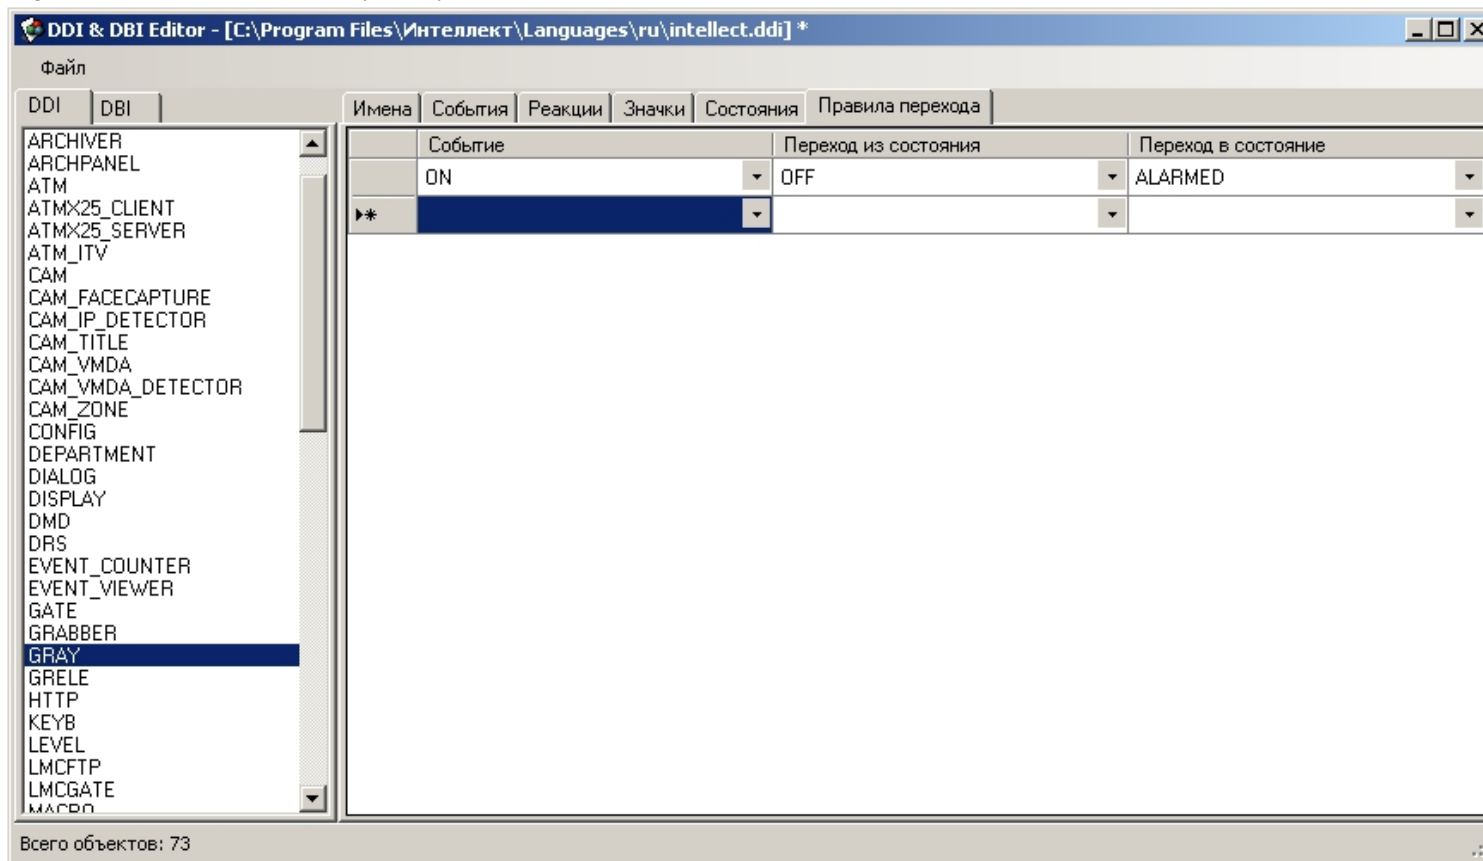 DDI & DBI Editor - [C:\Program Files\Интеллект\Languages\ru\intellect.ddi] *
Файл
DDI DBI
Имена События Реакции Значки Состояния Правила перехода
Событие Переход из состояния Переход в состояние
ON OFF ALARMED
ARCHIVER
ARCHPANEL
ATM
ATMX25_CLIENT
ATMX25_SERVER
ATM_ITV
CAM
CAM_FACECAPTURE
CAM_IP_DETECTOR
CAM_TITLE
CAM_VMDA
CAM_VMDA_DETECTOR
CAM_ZONE
CONFIG
DEPARTMENT
DIALOG
DISPLAY
DMD
DRS
EVENT_COUNTER
EVENT_VIEWER
GATE
GRABBER
GRAY
GRELE
HTTP
KEYB
LEVEL
LMCFTP
LMCGATE
MACRO
Всего объектов: 73